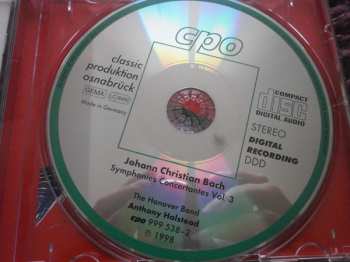 cpo
classic
produktion
osnabrück
GEMA
Made in Germany
COMPACT
disc
DIGITAL AUDIO
STEREO
DIGITAL
RECORDING
DDD
Johann Christian Bach
Symphonies Concertantes Vol. 3
The Hanover Band
Anthony Halstead
cpo 999 538-2
℗ 1998